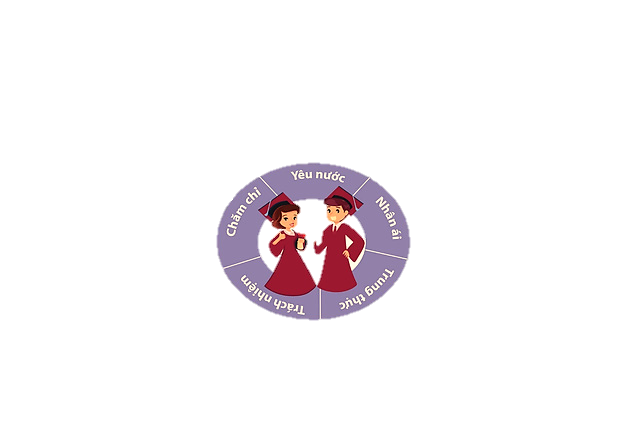 Yêu nước
Nhân ái
Trung thực
Trách nhiệm
Chăm chỉ